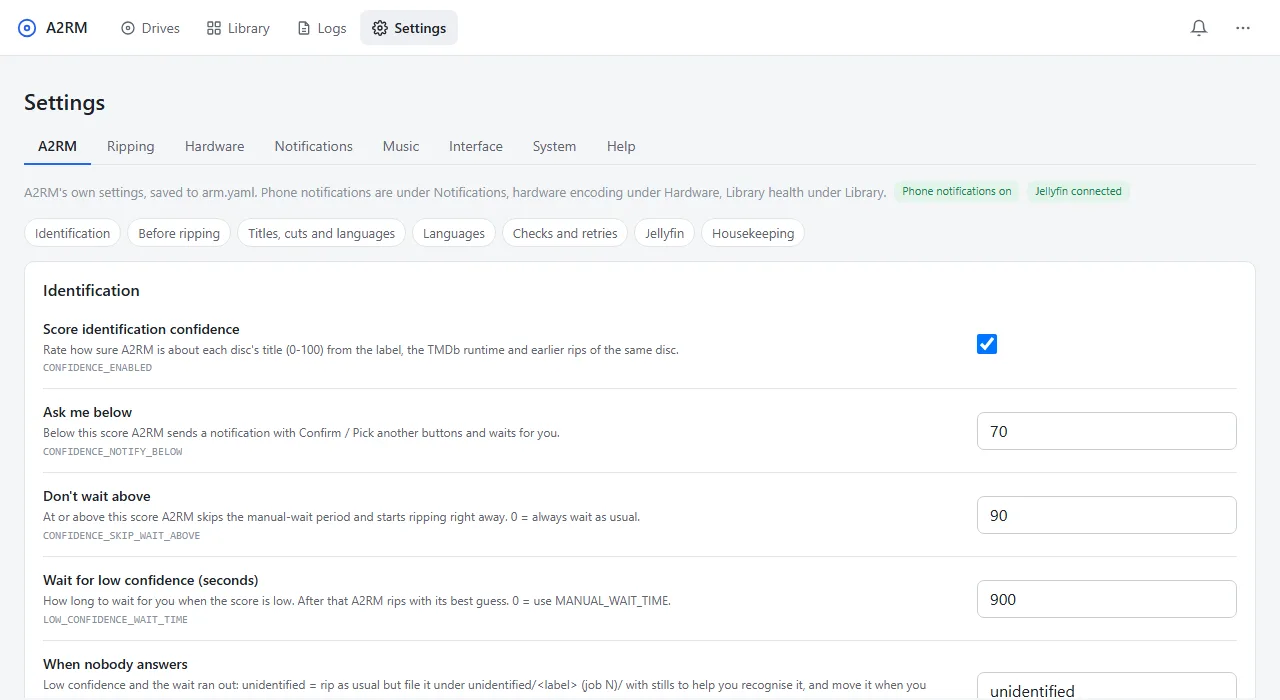 A2RM
Drives
Library
Logs
Settings
Settings
A2RM
Ripping
Hardware
Notifications
Music
Interface
System
Help
A2RM's own settings, saved to arm.yaml. Phone notifications are under Notifications, hardware encoding under Hardware, Library health under Library.
Phone notifications on
Jellyfin connected
Identification
Before ripping
Titles, cuts and languages
Languages
Checks and retries
Jellyfin
Housekeeping
Identification
Score identification confidence
Rate how sure A2RM is about each disc's title (0-100) from the label, the TMDb runtime and earlier rips of the same disc.
CONFIDENCE_ENABLED
Ask me below
Below this score A2RM sends a notification with Confirm / Pick another buttons and waits for you.
CONFIDENCE_NOTIFY_BELOW
70
Don't wait above
At or above this score A2RM skips the manual-wait period and starts ripping right away. 0 = always wait as usual.
CONFIDENCE_SKIP_WAIT_ABOVE
90
Wait for low confidence (seconds)
How long to wait for you when the score is low. After that A2RM rips with its best guess. 0 = use MANUAL_WAIT_TIME.
LOW_CONFIDENCE_WAIT_TIME
900
When nobody answers
Low confidence and the wait ran out: unidentified = rip as usual but file it under unidentified/<label> (job N)/ with stills to help you recognise it, and move it when you
unidentified